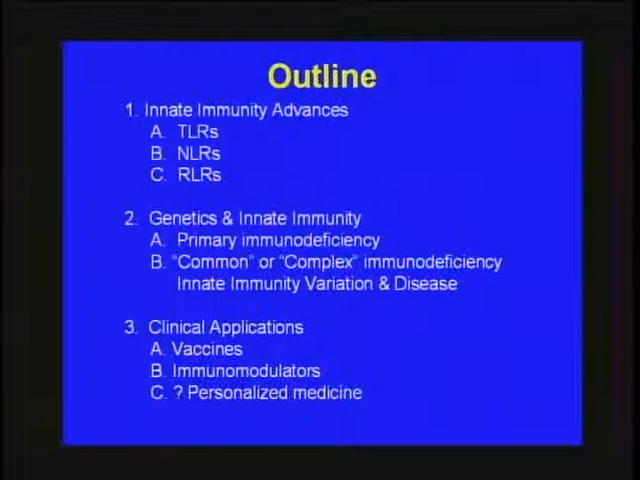 Outline
1. Innate Immunity Advances
A. TLRs
B. NLRs
C. RLRs
2. Genetics & Innate Immunity
A. Primary immunodeficiency
B. "Common" or "Complex" immunodeficiency
Innate Immunity Variation & Disease
3. Clinical Applications
A. Vaccines
B. Immunomodulators
C. ? Personalized medicine